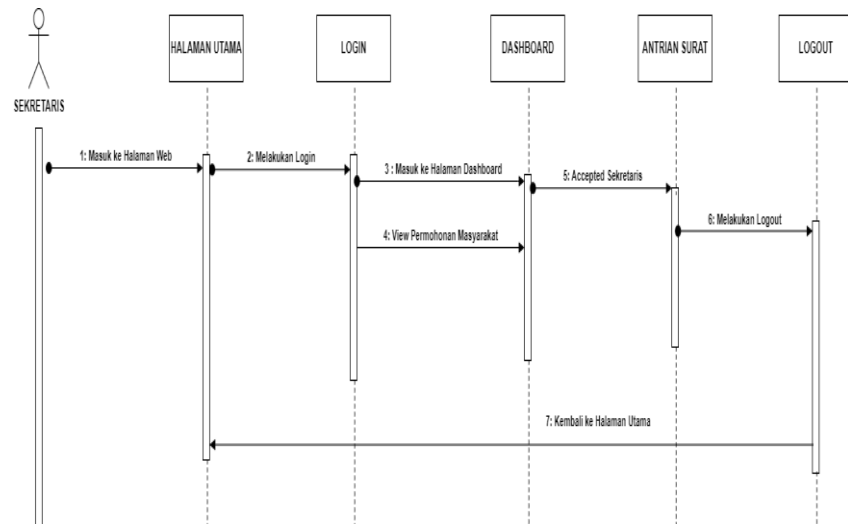 HALAMAN UTAMA
LOGIN
DASHBOARD
ANTRIAN SURAT
LOGOUT
SEKRETARIS
1: Masuk ke Halaman Web
2: Melakukan Login
3 : Masuk ke Halaman Dashboard
5: Accepted Sekretaris
6: Melakukan Logout
4: View Permohonan Masyarakat
7: Kembali ke Halaman Utama